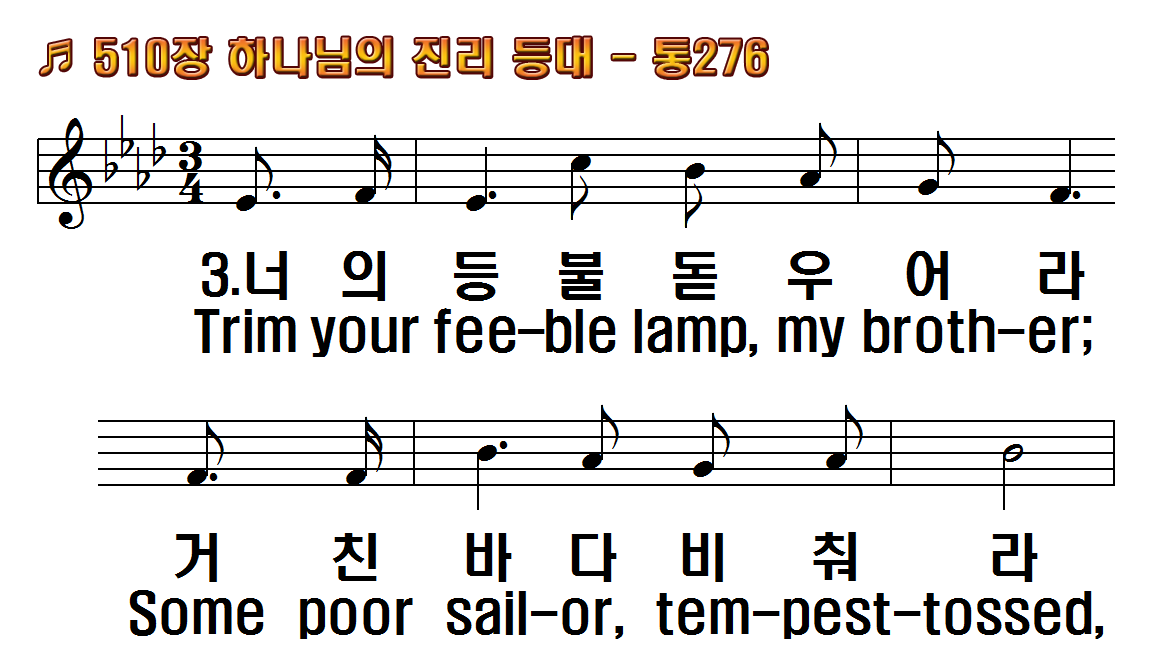 ♬ 510장 하나님의 진리 등대 - 통276
3/4
3.너 의 등 불 돋 우 어 라
Trim your fee-ble lamp, my broth-er;
거 친 바 다 비 춰 라
Some poor sail-or, tem-pest-tossed,